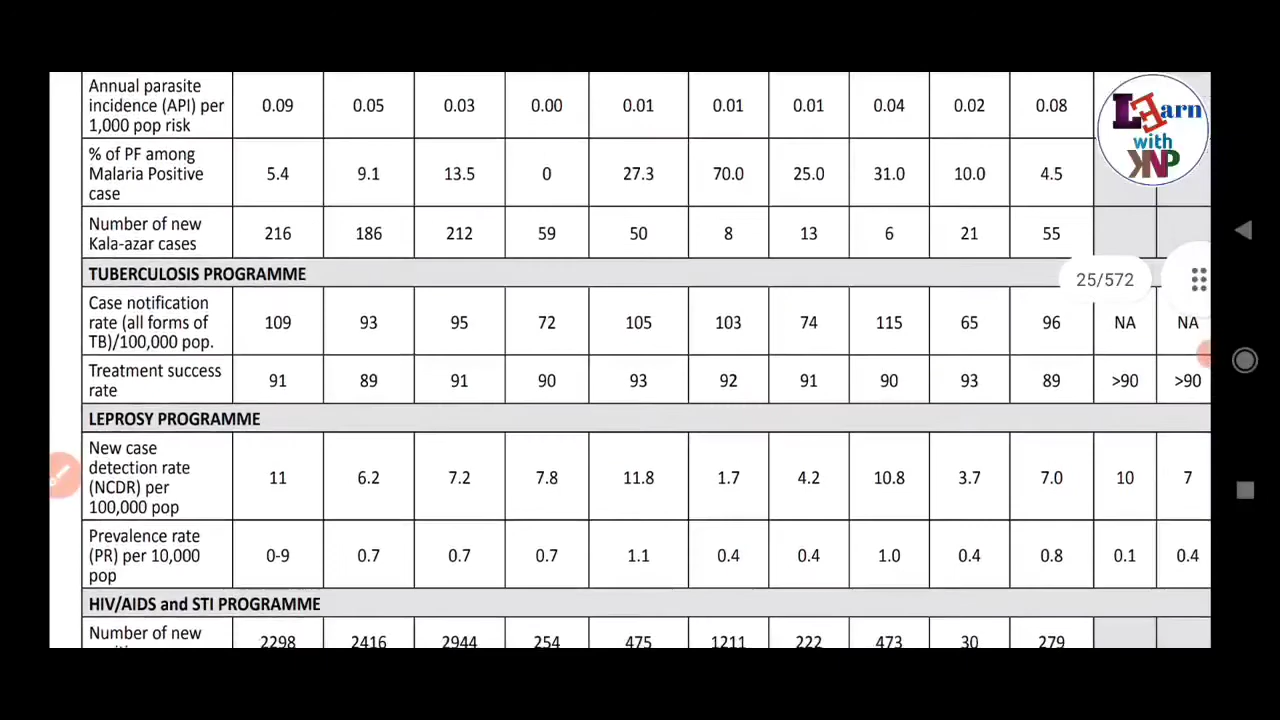 Annual parasite
incidence (API) per 0.09 0.05 0.03 0.00 0.01 0.01 0.01 0.04 0.02 0.08
1,000 pop risk
% of PF among
Malaria Positive 5.4 9.1 13.5 0 27.3 70.0 25.0 31.0 10.0 4.5
case
Number of new
Kala-azar cases 216 186 212 59 50 8 13 6 21 55
TUBERCULOSIS PROGRAMME
Case notification
rate (all forms of 109 93 95 72 105 103 74 115 65 96 NA NA
TB)/100,000 pop.
Treatment success
rate 91 89 91 90 93 92 91 90 93 89 >90 >90
LEPROSY PROGRAMME
New case
detection rate 11 6.2 7.2 7.8 11.8 1.7 4.2 10.8 3.7 7.0 10 7
(NCDR) per
100,000 pop
Prevalence rate
(PR) per 10,000 0-9 0.7 0.7 0.7 1.1 0.4 0.4 1.0 0.4 0.8 0.1 0.4
pop
HIV/AIDS and STI PROGRAMME
Number of new 2298 2416 2944 254 475 1211 222 473 30 279
LEarn
with
KNP
25/572